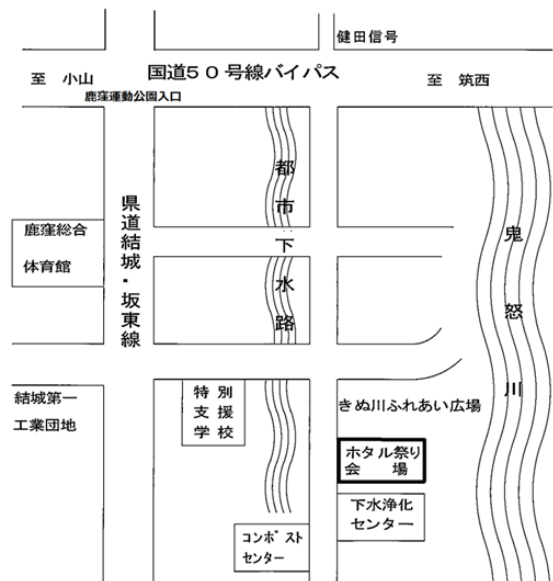 健田信号
至 小山
国道50号線バイパス
至 筑西
鹿窪運動公園入口
都市下水路
県道結城・坂東線
鬼怒川
鹿窪総合
体育館
結城第一
工業団地
特別
支援
学校
きぬ川ふれあい広場
ホタル祭り
会 場
下水浄化
センター
コンポスト
センター